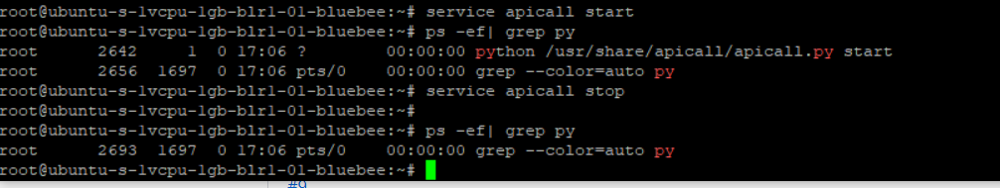 root@ubuntu-s-1vcpu-1gb-blr1-01-bluebee:~# service apicall start
root@ubuntu-s-1vcpu-1gb-blr1-01-bluebee:~# ps -ef| grep py
root      2642     1  0 17:06 ?        00:00:00 python /usr/share/apicall/apicall.py start
root      2656  1697  0 17:06 pts/0    00:00:00 grep --color=auto py
root@ubuntu-s-1vcpu-1gb-blr1-01-bluebee:~# service apicall stop
root@ubuntu-s-1vcpu-1gb-blr1-01-bluebee:~#
root@ubuntu-s-1vcpu-1gb-blr1-01-bluebee:~# ps -ef| grep py
root      2693  1697  0 17:06 pts/0    00:00:00 grep --color=auto py
root@ubuntu-s-1vcpu-1gb-blr1-01-bluebee:~#